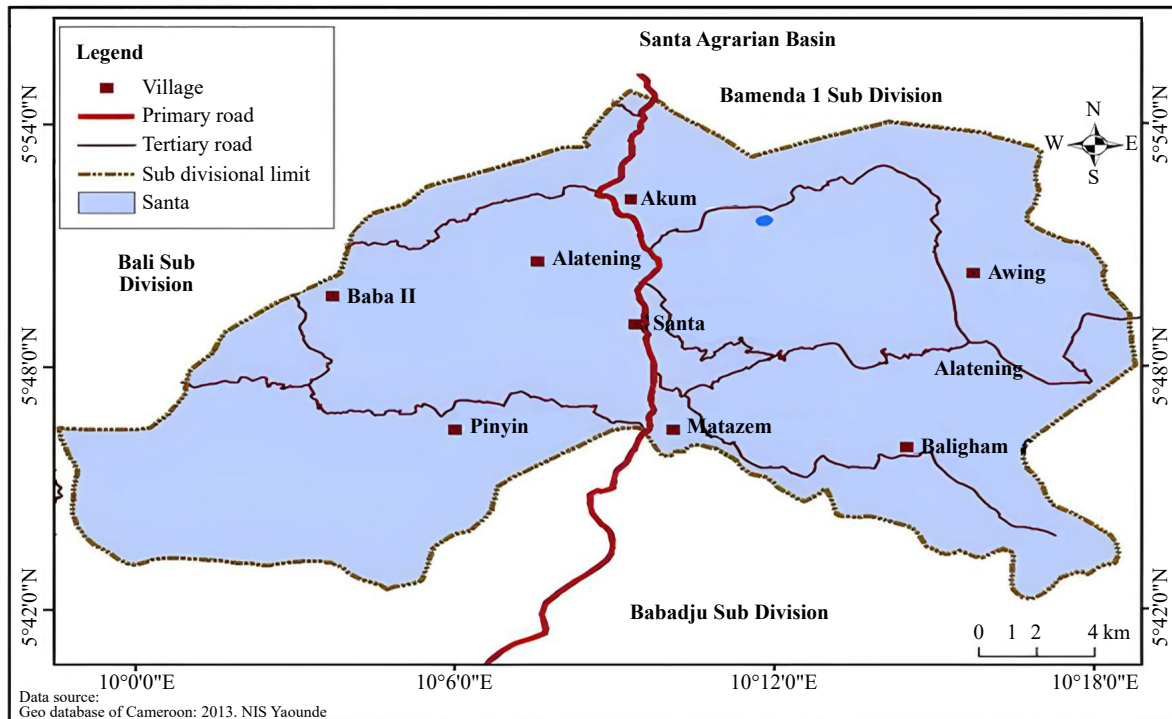 Santa Agrarian Basin
Legend
Village
Primary road
Tertiary road
Sub divisional limit
Santa
Bamenda 1 Sub Division
N
W
E
S
5°54'0"N
5°54'0"N
Akum
Bali Sub
Division
Alatening
Awing
Baba II
Santa
5°48'0"N
5°48'0"N
Alatening
Pinyin
Matazem
Baligham
5°42'0"N
5°42'0"N
Babadju Sub Division
0 1 2 4 km
10°0'0"E
10°6'0"E
10°12'0"E
10°18'0"E
Data source:
Geo database of Cameroon: 2013. NIS Yaounde